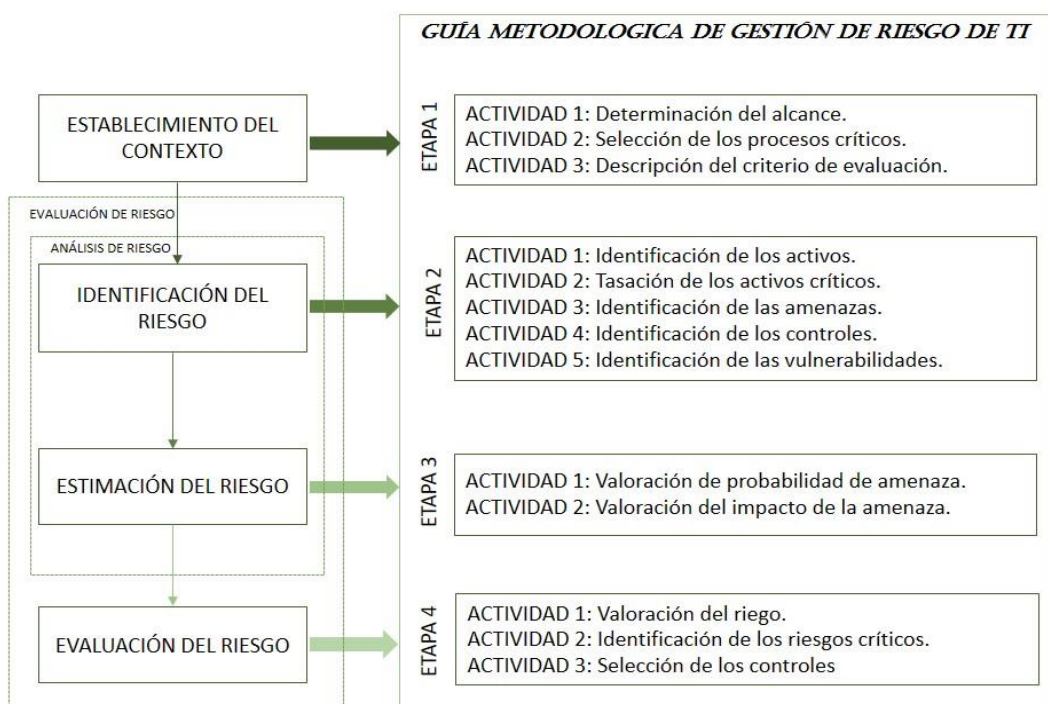 GUÍA METODOLOGICA DE GESTIÓN DE RIESGO DE TI
ESTABLECIMIENTO DEL
CONTEXTO
ETAPA 1
ACTIVIDAD 1: Determinación del alcance.
ACTIVIDAD 2: Selección de los procesos críticos.
ACTIVIDAD 3: Descripción del criterio de evaluación.
EVALUACIÓN DE RIESGO
ANÁLISIS DE RIESGO
IDENTIFICACIÓN DEL
RIESGO
ETAPA 2
ACTIVIDAD 1: Identificación de los activos.
ACTIVIDAD 2: Tasación de los activos críticos.
ACTIVIDAD 3: Identificación de las amenazas.
ACTIVIDAD 4: Identificación de los controles.
ACTIVIDAD 5: Identificación de las vulnerabilidades.
ESTIMACIÓN DEL RIESGO
ETAPA 3
ACTIVIDAD 1: Valoración de probabilidad de amenaza.
ACTIVIDAD 2: Valoración del impacto de la amenaza.
EVALUACIÓN DEL RIESGO
ETAPA 4
ACTIVIDAD 1: Valoración del riego.
ACTIVIDAD 2: Identificación de los riesgos críticos.
ACTIVIDAD 3: Selección de los controles